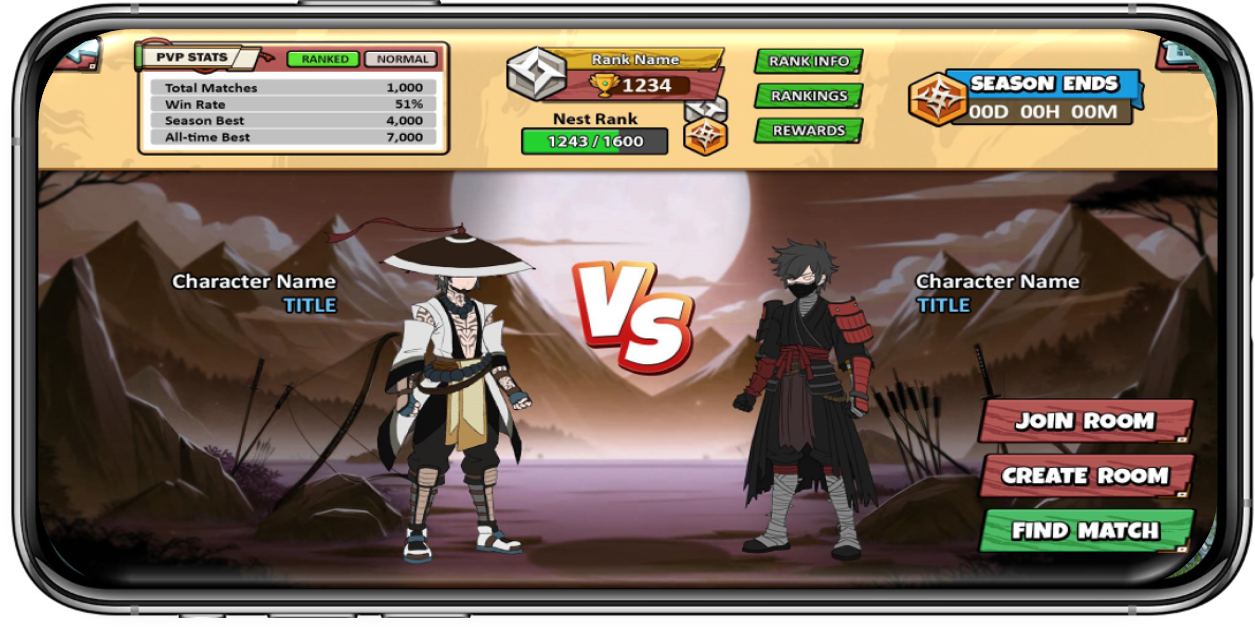 PVP STATS
RANKED
NORMAL
Total Matches 1,000
Win Rate 51%
Season Best 4,000
All-time Best 7,000
Rank Name
1234
Nest Rank
1243 / 1600
RANK INFO
RANKINGS
REWARDS
SEASON ENDS
00D 00H 00M
Character Name
TITLE
VS
Character Name
TITLE
JOIN ROOM
CREATE ROOM
FIND MATCH